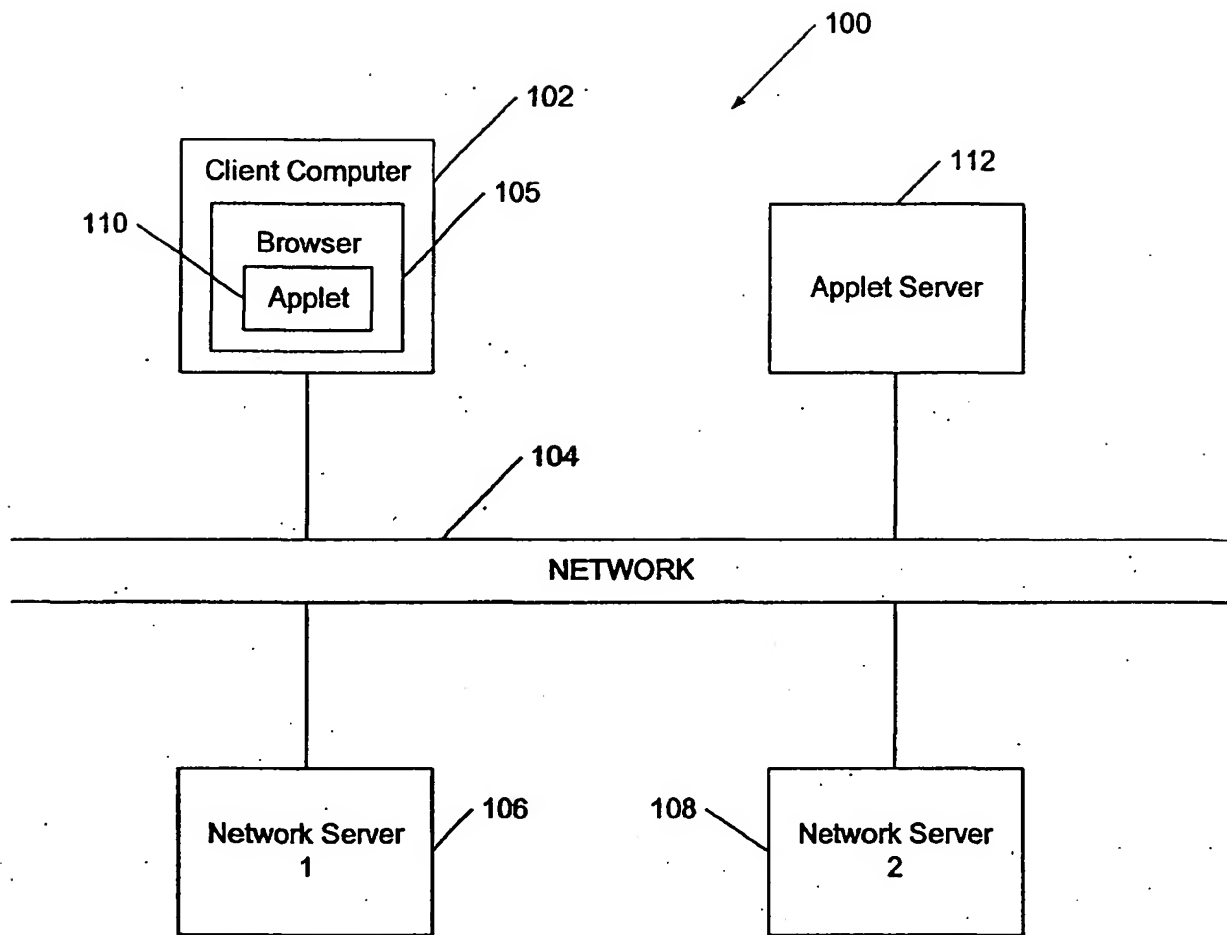 100
102
Client Computer
112
105
110
Browser
Applet
Applet Server
104
NETWORK
106
108
Network Server
1
Network Server
2